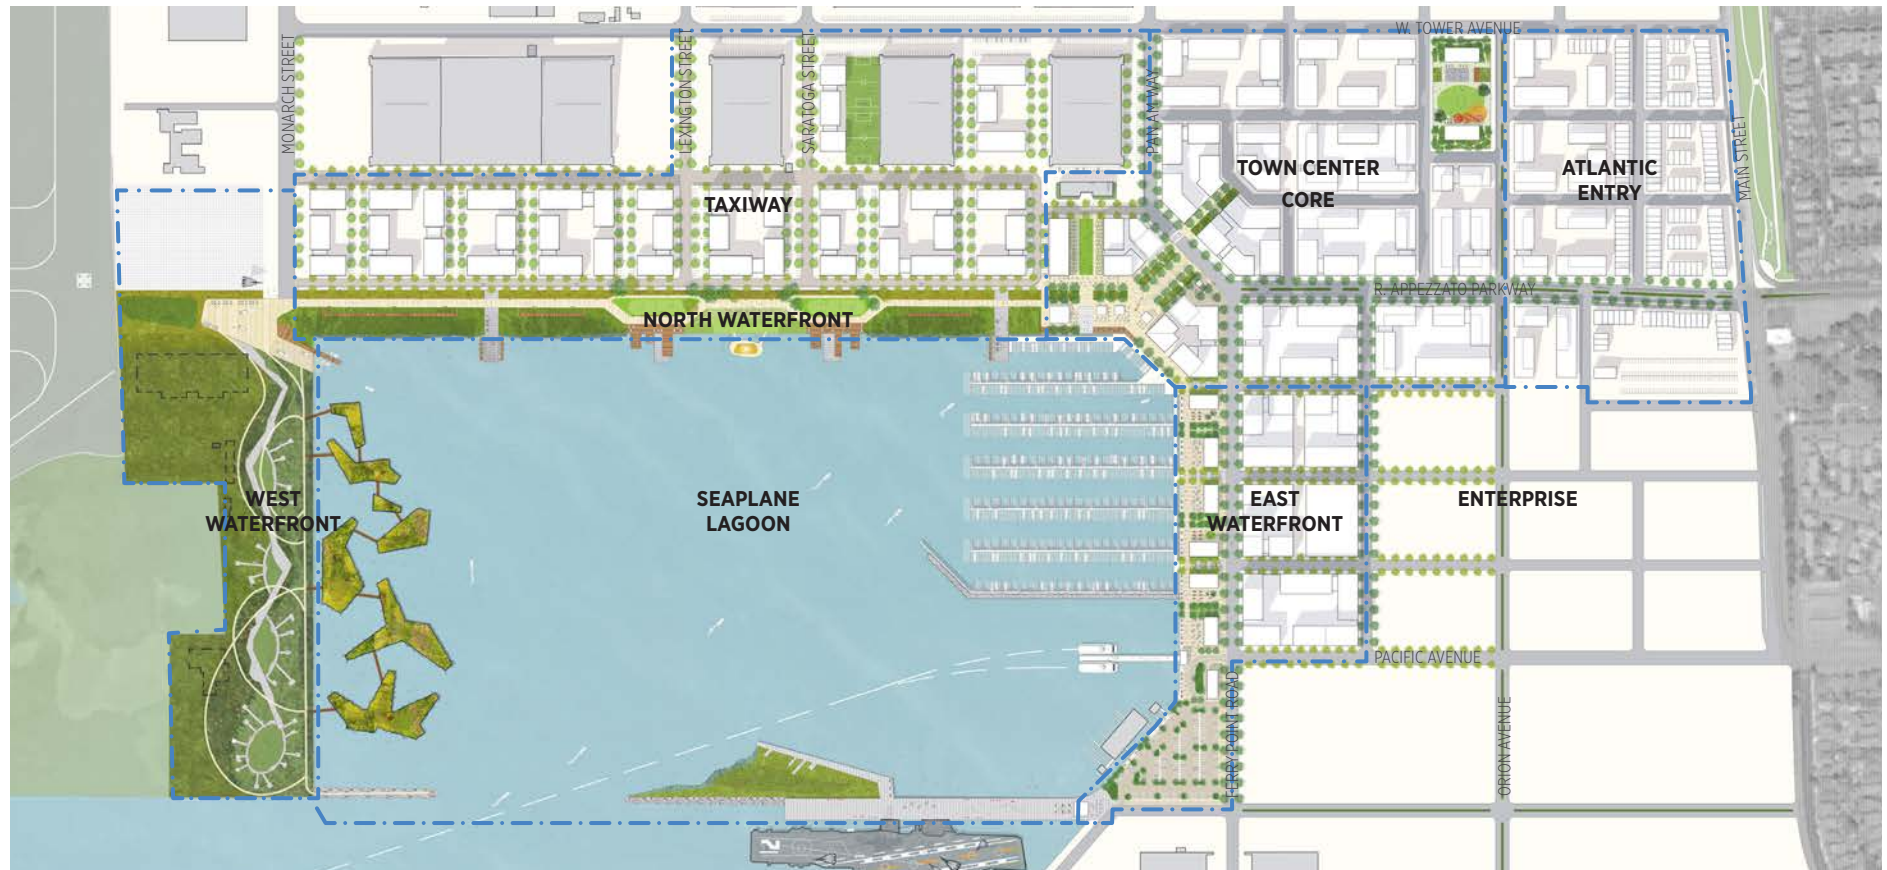 W. TOWER AVENUE
MONARCH STREET
LEXINGTON STREET
SARATOGA STREET
PAN AM WAY
MAIN STREET
TOWN CENTER
CORE
ATLANTIC
ENTRY
TAXIWAY
R. APPEZZATO PARKWAY
NORTH WATERFRONT
WEST
WATERFRONT
SEAPLANE
LAGOON
EAST
WATERFRONT
ENTERPRISE
PACIFIC AVENUE
FERRY POINT ROAD
ORION AVENUE